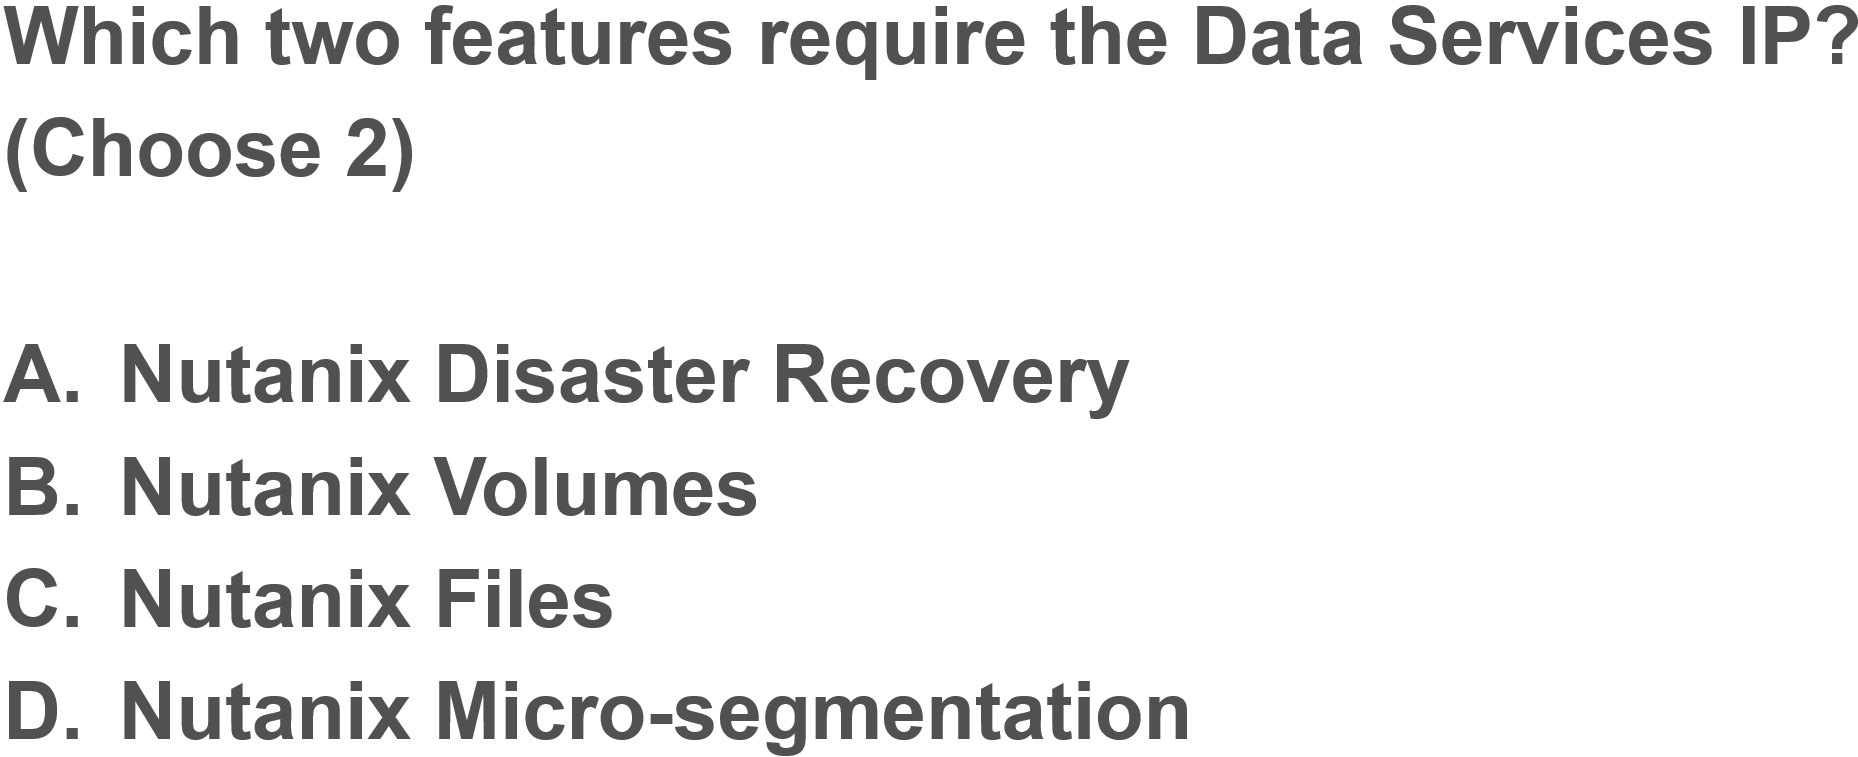 Which two features require the Data Services IP?
(Choose 2)
A. Nutanix Disaster Recovery
B. Nutanix Volumes
C. Nutanix Files
D. Nutanix Micro-segmentation